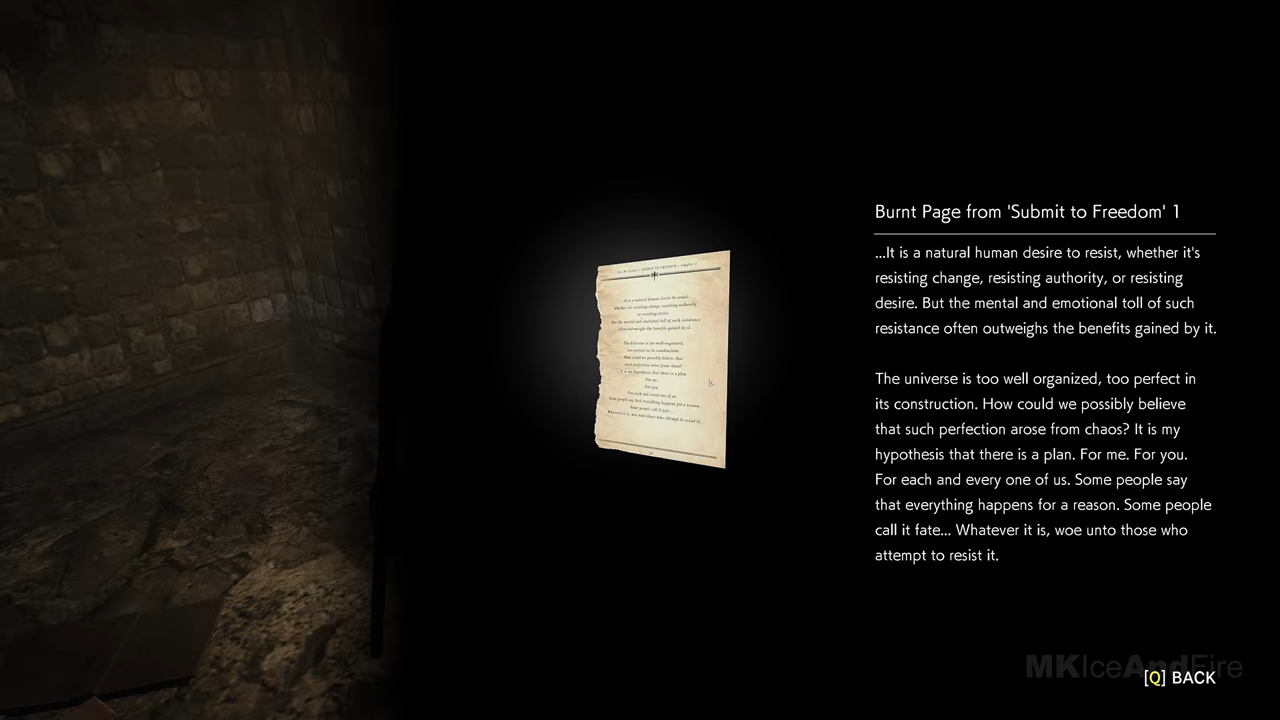 Burnt Page from 'Submit to Freedom' 1
...It is a natural human desire to resist, whether it's
resisting change, resisting authority, or resisting
desire. But the mental and emotional toll of such
resistance often outweighs the benefits gained by it.
The universe is too well organized, too perfect in
its construction. How could we possibly believe
that such perfection arose from chaos? It is my
hypothesis that there is a plan. For me. For you.
For each and every one of us. Some people say
that everything happens for a reason. Some people
call it fate... Whatever it is, woe unto those who
attempt to resist it.
MKIceAndFire
[Q] BACK